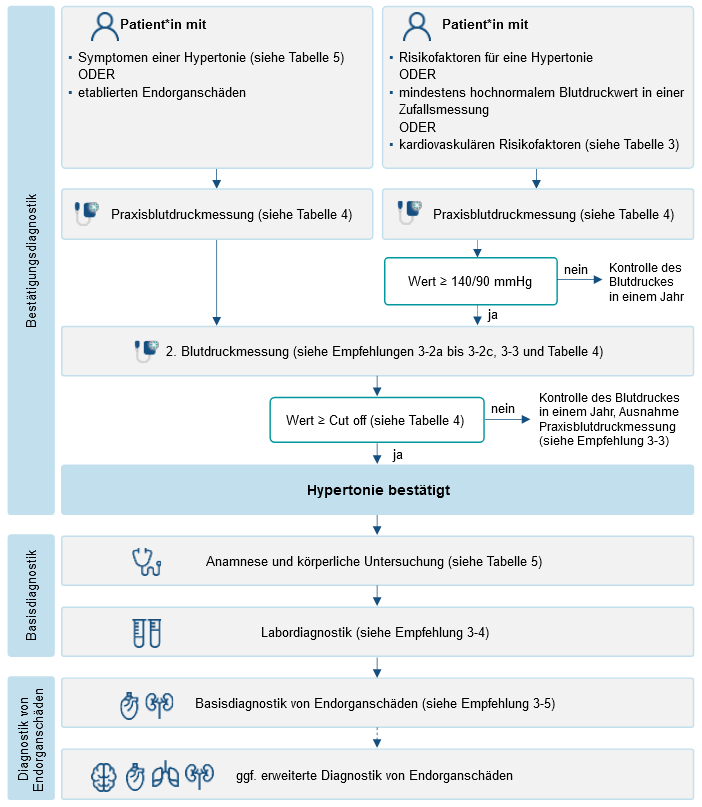 Patient*in mit
▪ Symptomen einer Hypertonie (siehe Tabelle 5)
ODER
▪ etablierten Endorganschäden
Patient*in mit
▪ Risikofaktoren für eine Hypertonie
ODER
▪ mindestens hochnormalem Blutdruckwert in einer
Zufallsmessung
ODER
▪ kardiovaskulären Risikofaktoren (siehe Tabelle 3)
Bestätigungsdiagnostik
Praxisblutdruckmessung (siehe Tabelle 4)
Praxisblutdruckmessung (siehe Tabelle 4)
Wert ≥ 140/90 mmHg
nein
Kontrolle des
Blutdruckes
in einem Jahr
ja
2. Blutdruckmessung (siehe Empfehlungen 3-2a bis 3-2c, 3-3 und Tabelle 4)
Wert ≥ Cut off (siehe Tabelle 4)
nein
Kontrolle des Blutdruckes
in einem Jahr, Ausnahme
Praxisblutdruckmessung
(siehe Empfehlung 3-3)
ja
Hypertonie bestätigt
Basisdiagnostik
Anamnese und körperliche Untersuchung (siehe Tabelle 5)
Labordiagnostik (siehe Empfehlung 3-4)
Diagnostik von
Endorganschäden
Basisdiagnostik von Endorganschäden (siehe Empfehlung 3-5)
ggf. erweiterte Diagnostik von Endorganschäden